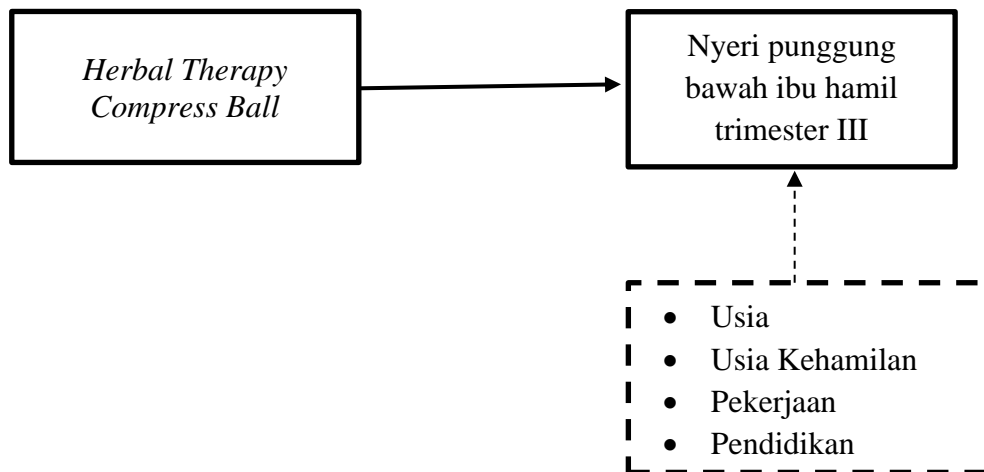 Herbal Therapy
Compress Ball
Nyeri punggung
bawah ibu hamil
trimester III
• Usia
• Usia Kehamilan
• Pekerjaan
• Pendidikan